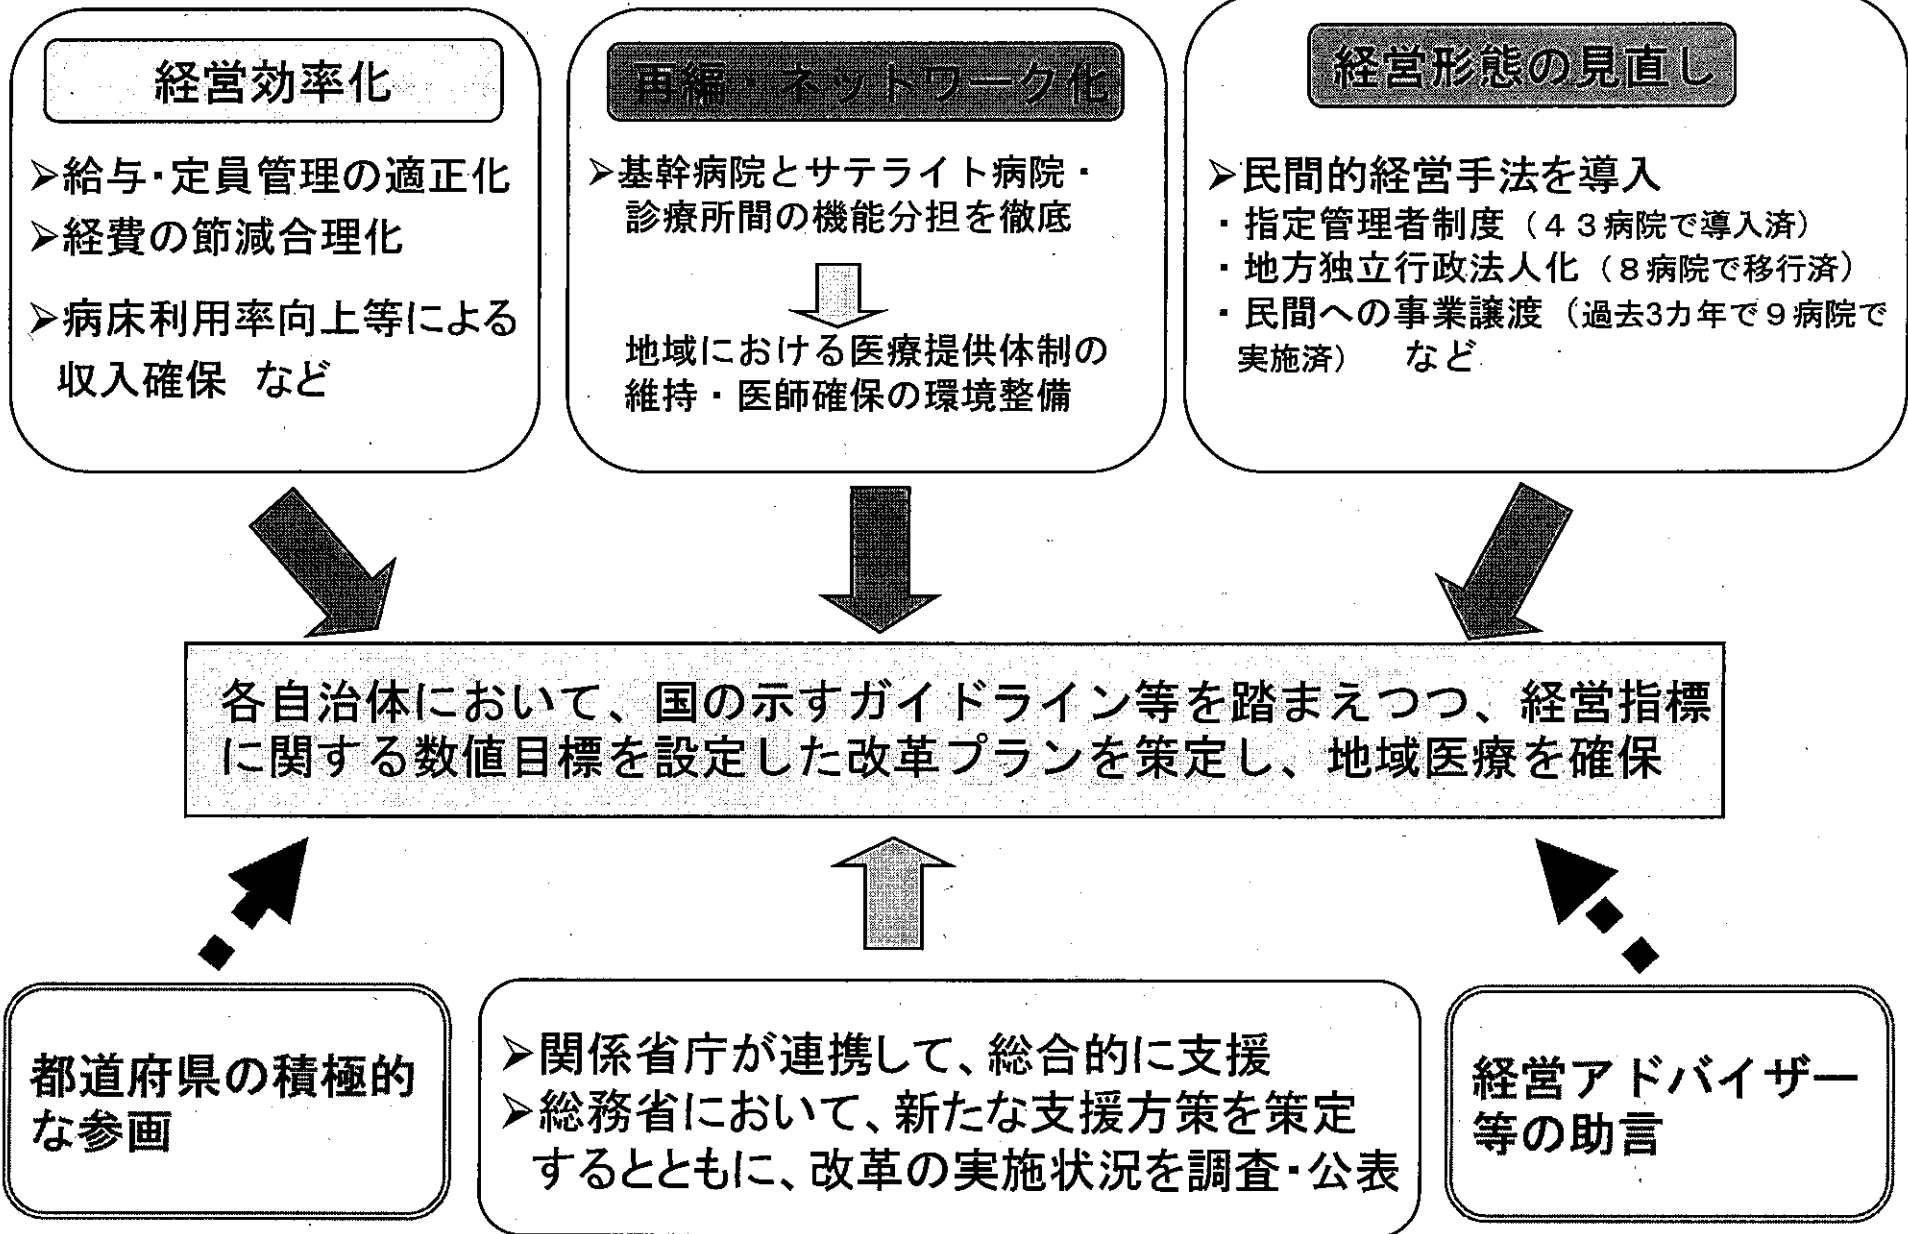 経営効率化
➢給与・定員管理の適正化
➢経費の節減合理化
➢病床利用率向上等による
収入確保 など
再編・ネットワーク化
➢基幹病院とサテライト病院・
診療所間の機能分担を徹底
地域における医療提供体制の
維持・医師確保の環境整備
経営形態の見直し
➢民間的経営手法を導入
・指定管理者制度（４３病院で導入済）
・地方独立行政法人化（８病院で移行済）
・民間への事業譲渡（過去3カ年で９病院で
実施済） など
各自治体において、国の示すガイドライン等を踏まえつつ、経営指標
に関する数値目標を設定した改革プランを策定し、地域医療を確保
都道府県の積極的
な参画
➢関係省庁が連携して、総合的に支援
➢総務省において、新たな支援方策を策定
するとともに、改革の実施状況を調査・公表
経営アドバイザー
等の助言